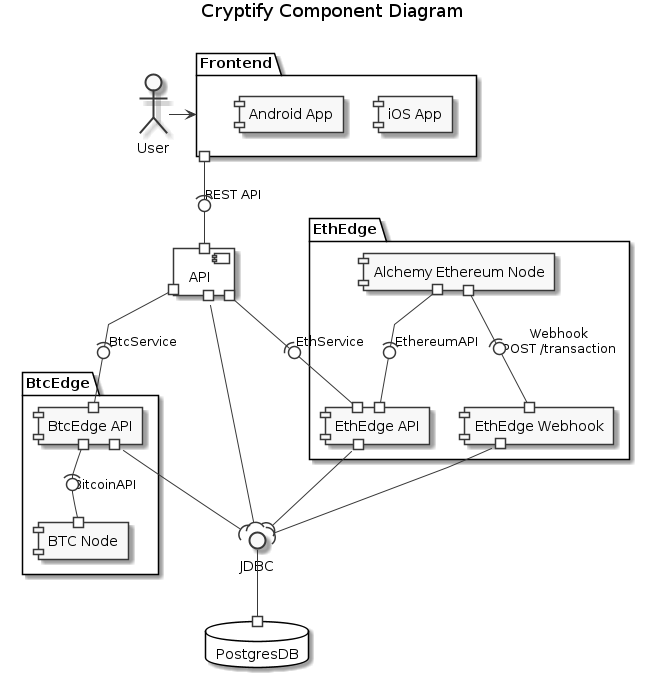 Cryptify Component Diagram
Frontend
Android App
iOS App
User
REST API
EthEdge
Alchemy Ethereum Node
API
BtcService
EthService
EthereumAPI
Webhook
POST /transaction
BtcEdge
BtcEdge API
EthEdge API
EthEdge Webhook
BitcoinAPI
BTC Node
JDBC
PostgresDB